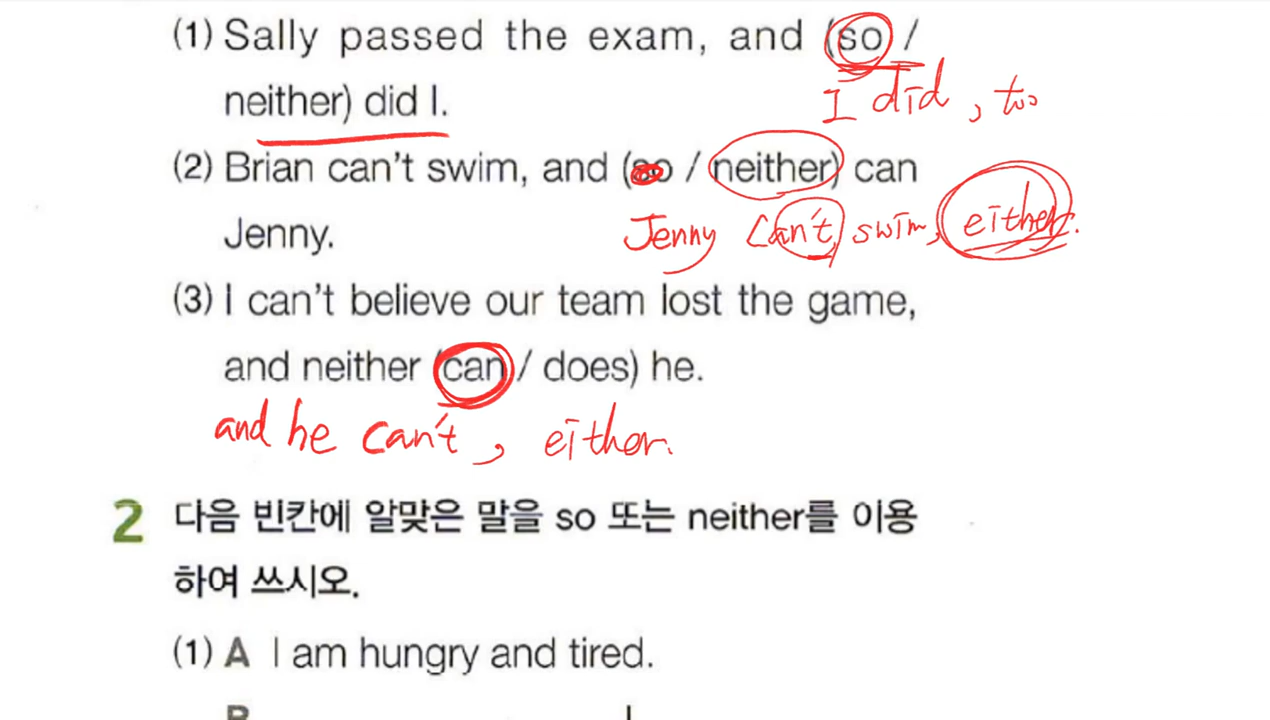 (1) Sally passed the exam, and (so /
I did, too
neither) did I.
(2) Brian can't swim, and (so / neither) can
Jenny.
Jenny can't swim, either.
(3) I can't believe our team lost the game,
and neither (can / does) he.
and he can't, either.
2 다음 빈칸에 알맞은 말을 so 또는 neither를 이용
하여 쓰시오.
(1) A I am hungry and tired.